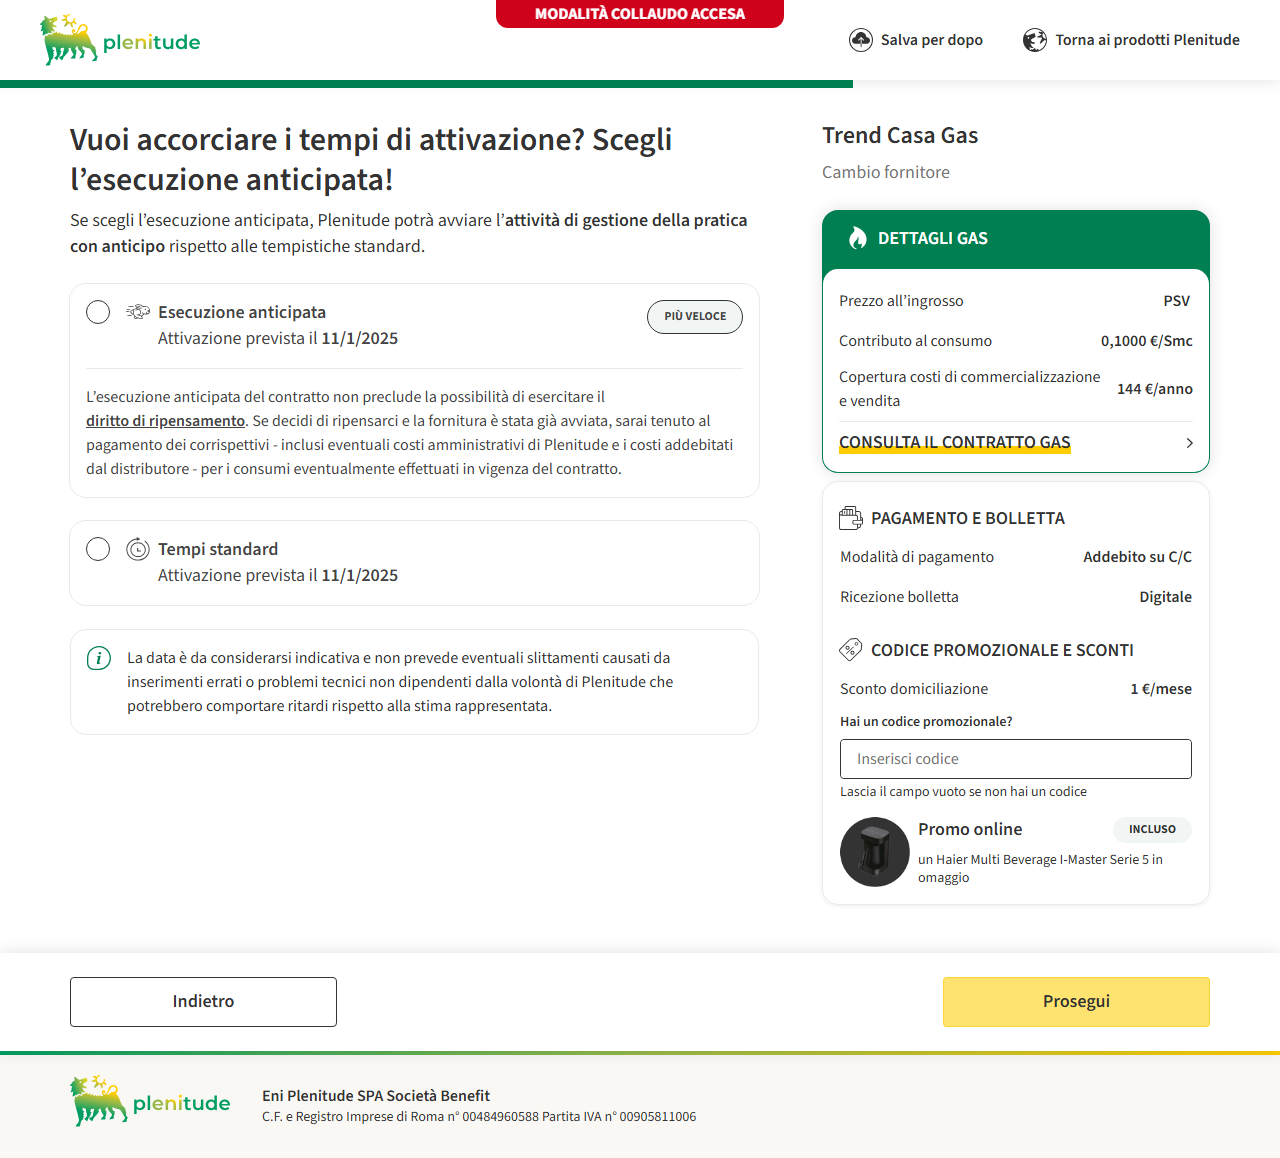 MODALITÀ COLLAUDO ACCESA
plenitude
Salva per dopo
Torna ai prodotti Plenitude
Vuoi accorciare i tempi di attivazione? Scegli
l’esecuzione anticipata!
Se scegli l’esecuzione anticipata, Plenitude potrà avviare l’attività di gestione della pratica
con anticipo rispetto alle tempistiche standard.
Esecuzione anticipata
PIÙ VELOCE
Attivazione prevista il 11/1/2025
L’esecuzione anticipata del contratto non preclude la possibilità di esercitare il
diritto di ripensamento. Se decidi di ripensarci e la fornitura è stata già avviata, sarai tenuto al
pagamento dei corrispettivi - inclusi eventuali costi amministrativi di Plenitude e i costi addebitati
dal distributore - per i consumi eventualmente effettuati in vigenza del contratto.
Tempi standard
Attivazione prevista il 11/1/2025
La data è da considerarsi indicativa e non prevede eventuali slittamenti causati da
inserimenti errati o problemi tecnici non dipendenti dalla volontà di Plenitude che
potrebbero comportare ritardi rispetto alla stima rappresentata.
Trend Casa Gas
Cambio fornitore
DETTAGLI GAS
Prezzo all’ingrosso PSV
Contributo al consumo 0,1000 €/Smc
Copertura costi di commercializzazione
e vendita 144 €/anno
CONSULTA IL CONTRATTO GAS
PAGAMENTO E BOLLETTA
Modalità di pagamento Addebito su C/C
Ricezione bolletta Digitale
CODICE PROMOZIONALE E SCONTI
Sconto domiciliazione 1 €/mese
Hai un codice promozionale?
Inserisci codice
Lascia il campo vuoto se non hai un codice
Promo online INCLUSO
un Haier Multi Beverage I-Master Serie 5 in
omaggio
Indietro
Prosegui
plenitude
Eni Plenitude SPA Società Benefit
C.F. e Registro Imprese di Roma n° 00484960588 Partita IVA n° 00905811006